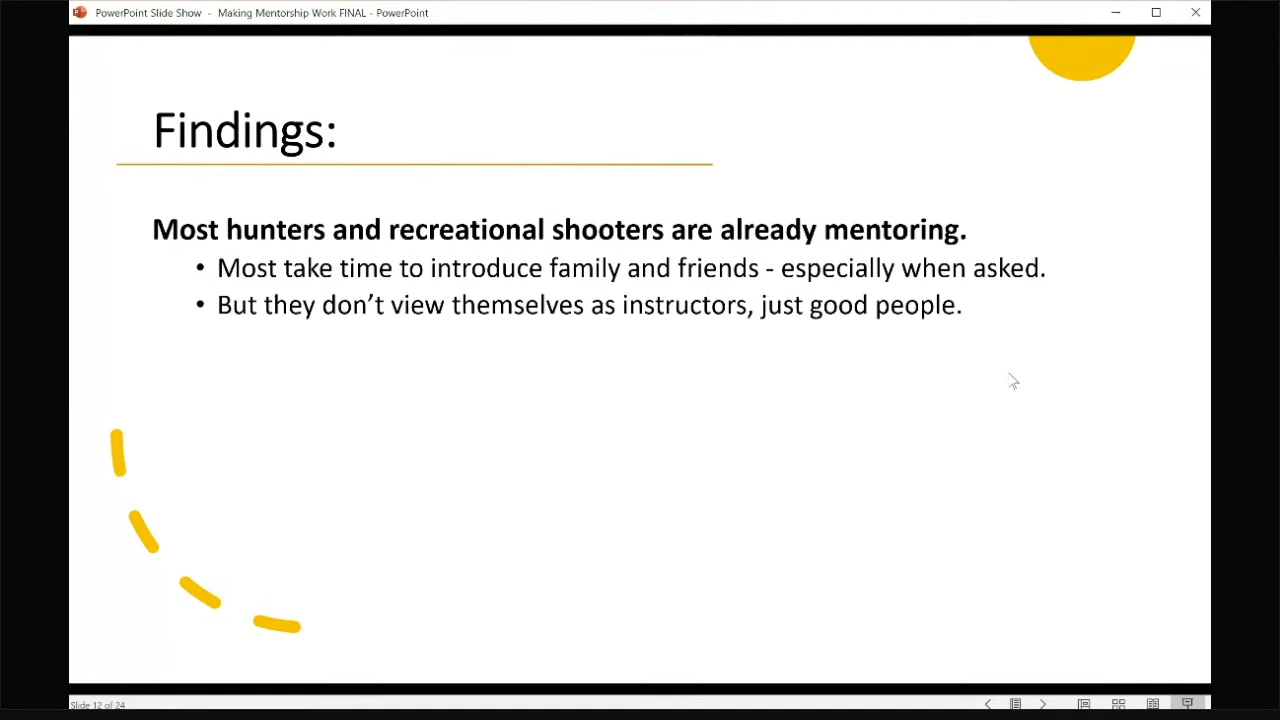 PowerPoint Slide Show - Making Mentorship Work FINAL - PowerPoint
Findings:
Most hunters and recreational shooters are already mentoring.
• Most take time to introduce family and friends - especially when asked.
• But they don’t view themselves as instructors, just good people.
Slide 12 of 24